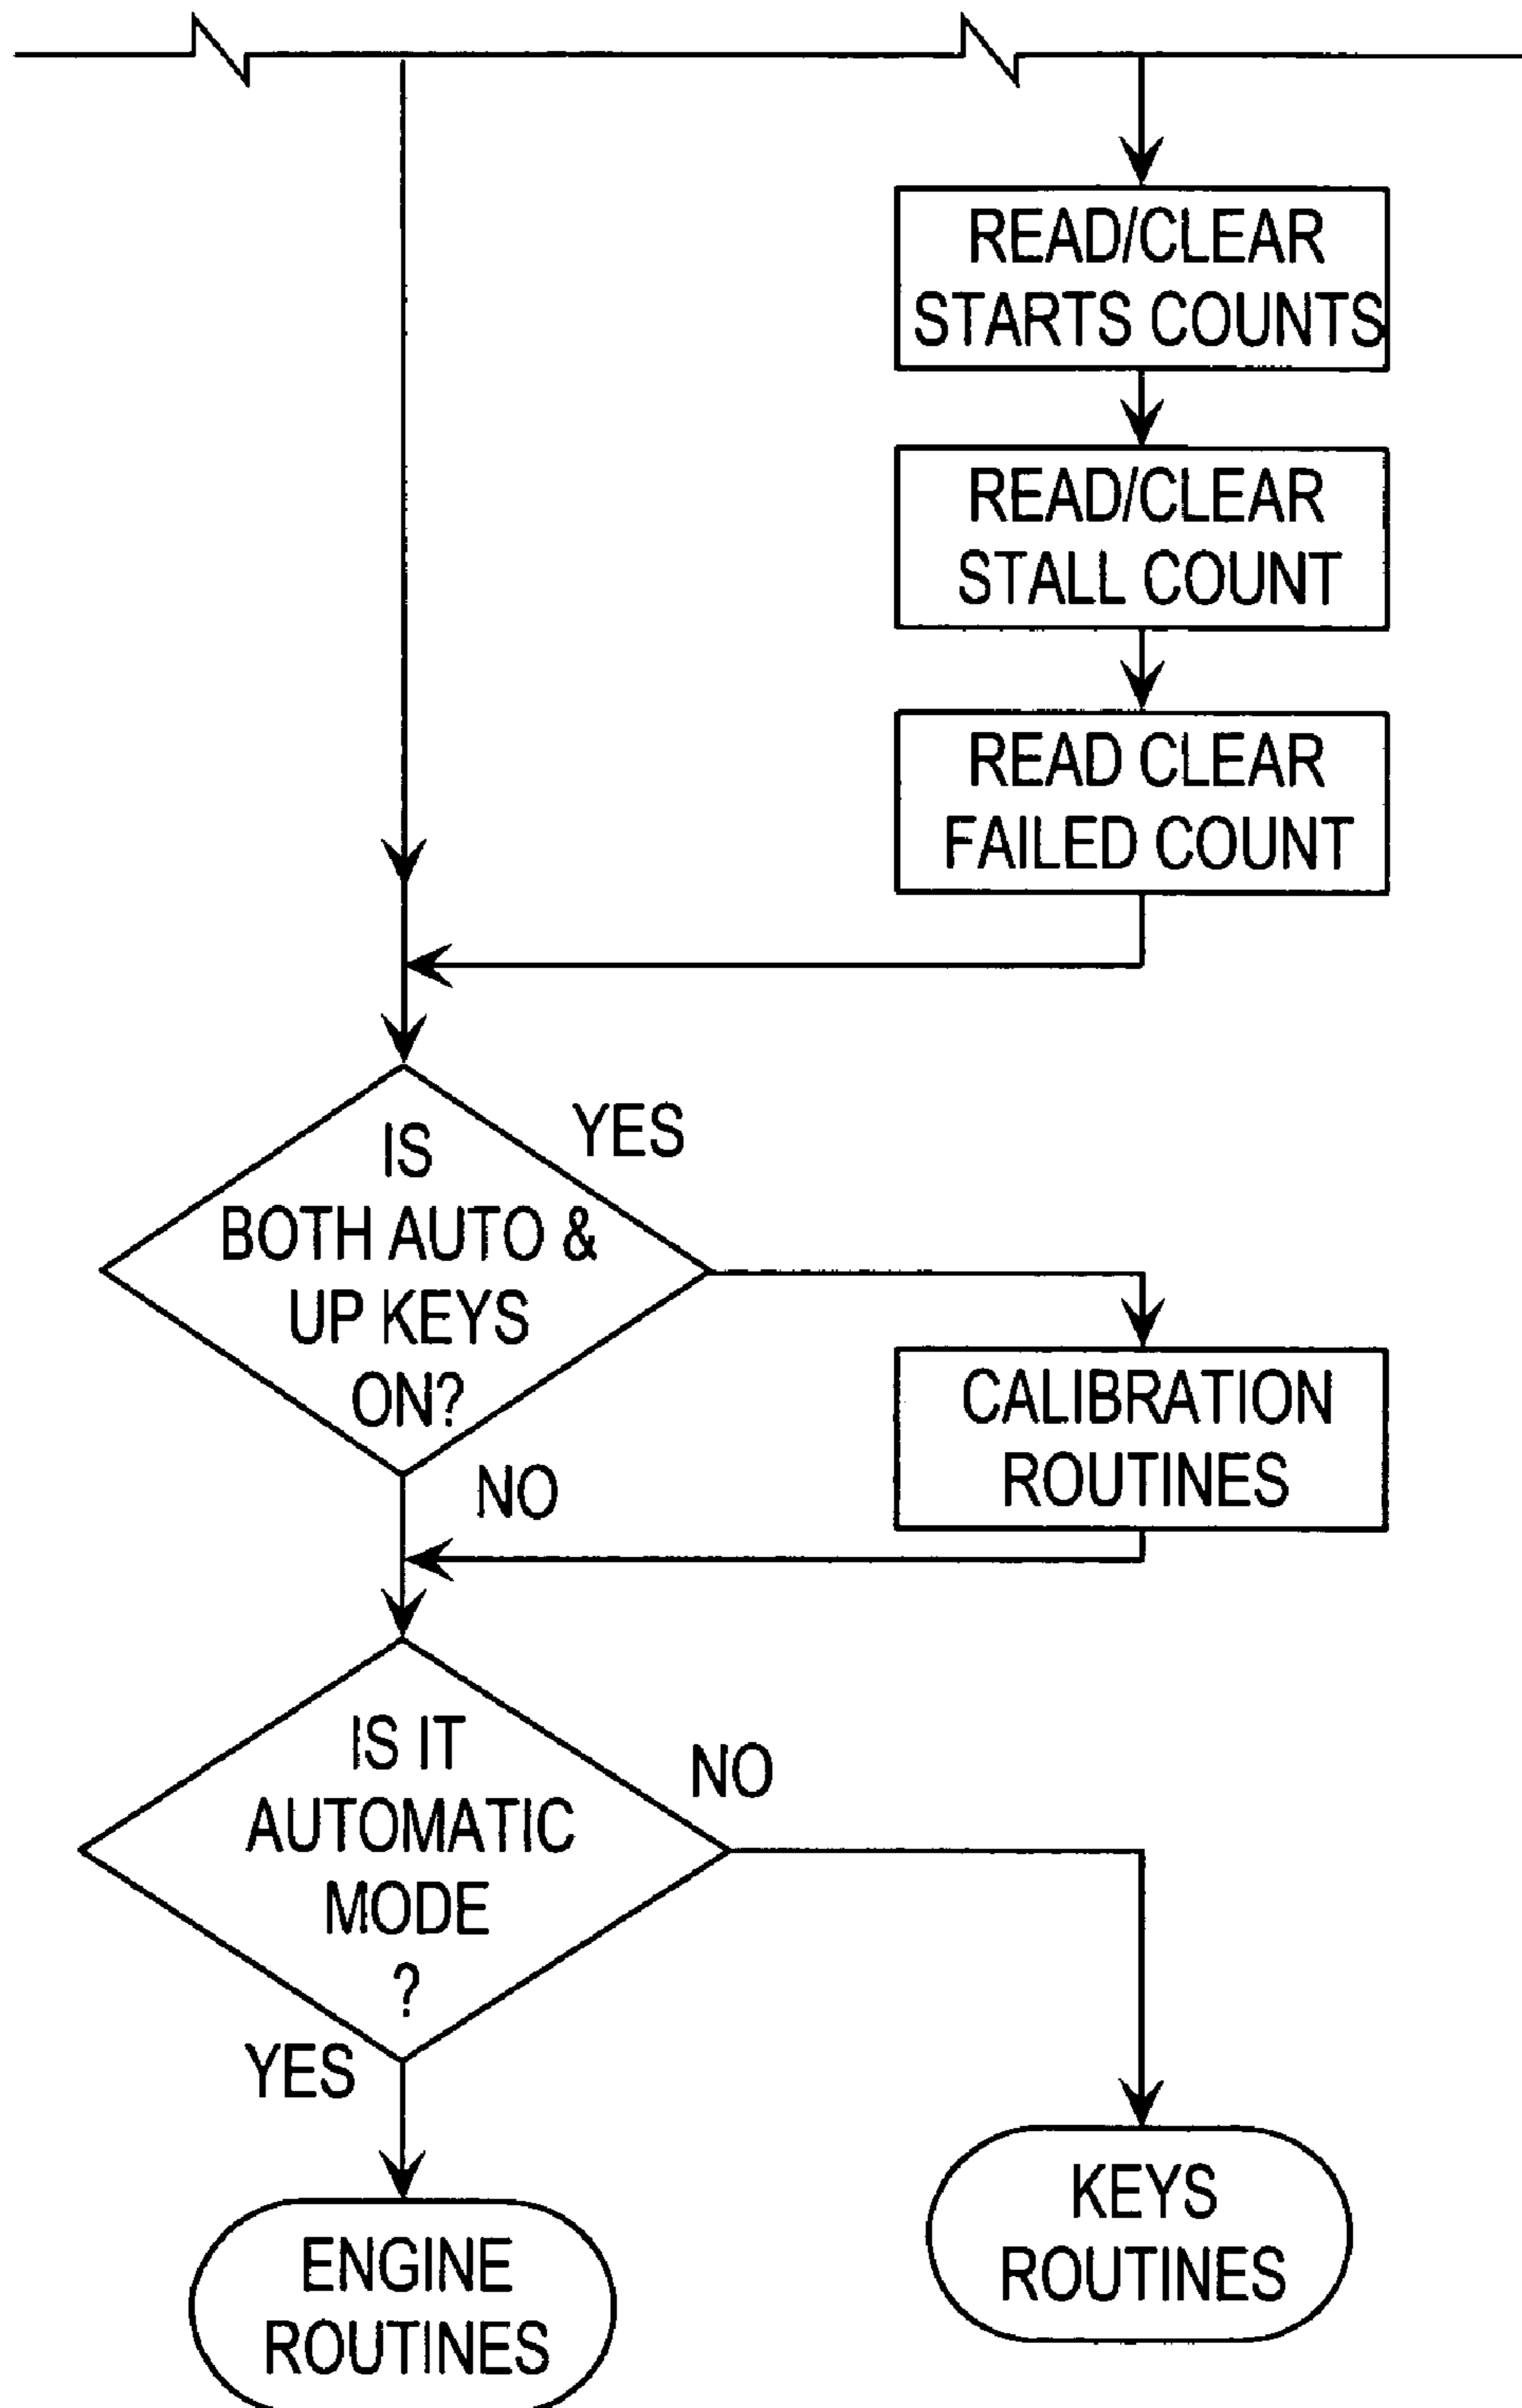 READ/CLEAR
STARTS COUNTS
READ/CLEAR
STALL COUNT
READ CLEAR
FAILED COUNT
IS
BOTH AUTO &
UP KEYS
ON?
YES
NO
CALIBRATION
ROUTINES
IS IT
AUTOMATIC
MODE
?
NO
YES
ENGINE
ROUTINES
KEYS
ROUTINES